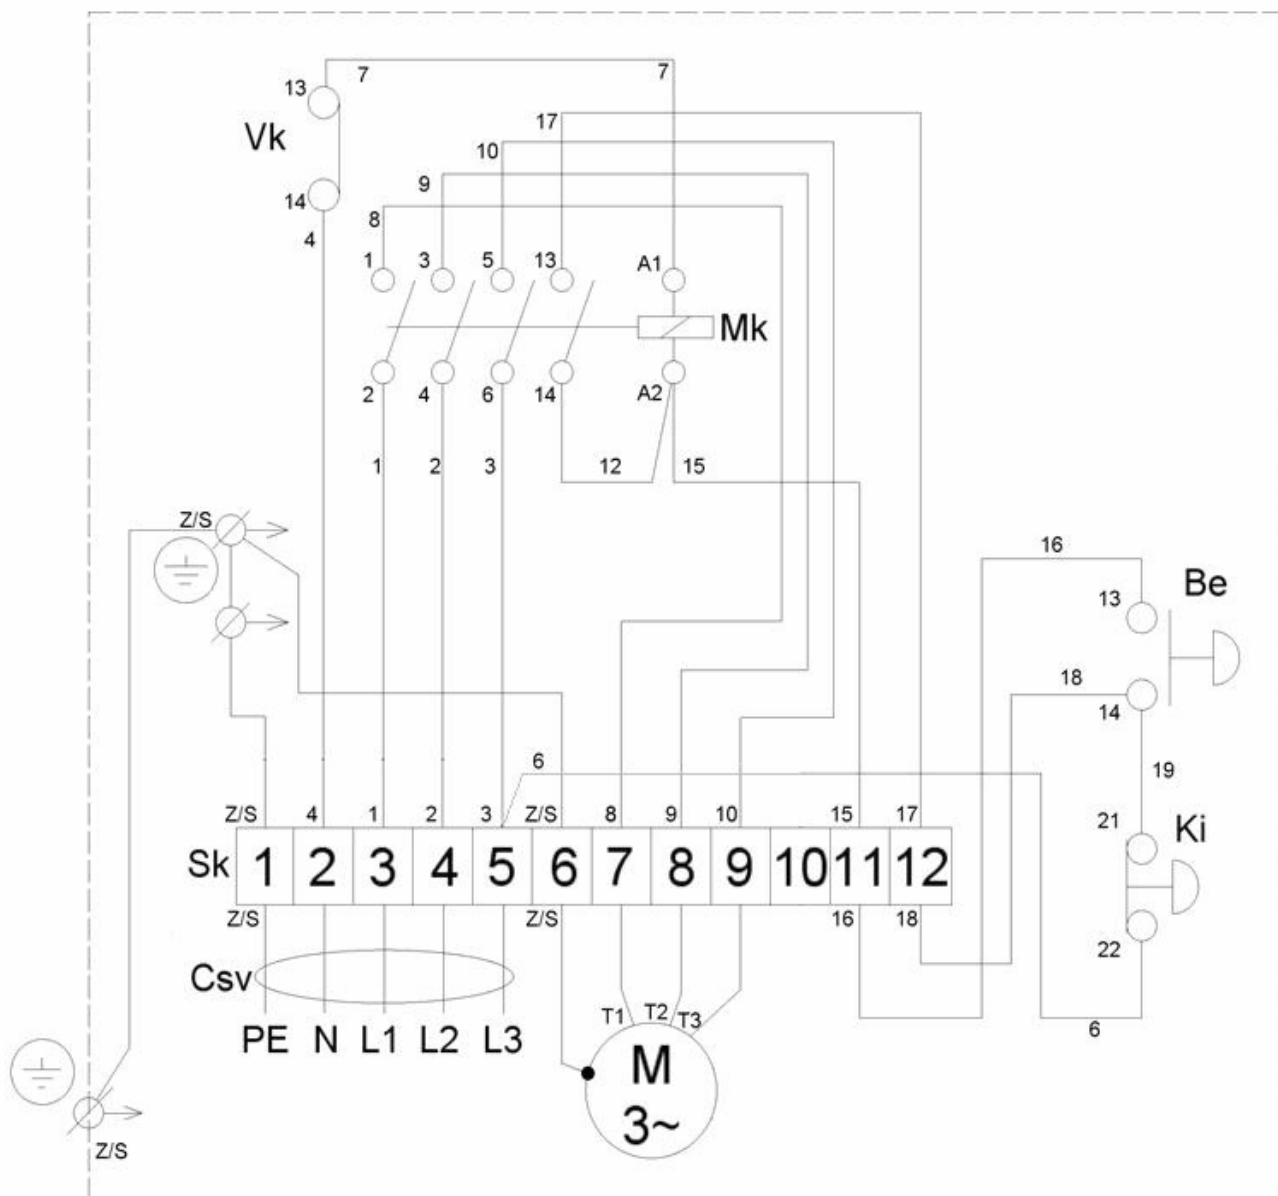 7 7
13
Vk
17
10
14 9
8
4
1 3 5 13 A1
Mk
2 4 6 14 A2
1 2 3 12 15
Z/S
16
Be
13
18
14
6 19
Z/S 4 1 2 3 Z/S 8 9 10 15 17
21
Ki
Sk 1 2 3 4 5 6 7 8 9 10 11 12
Z/S Z/S 16 18
22
Csv
T1 T2 T3
6
PE N L1 L2 L3
M
3~
Z/S